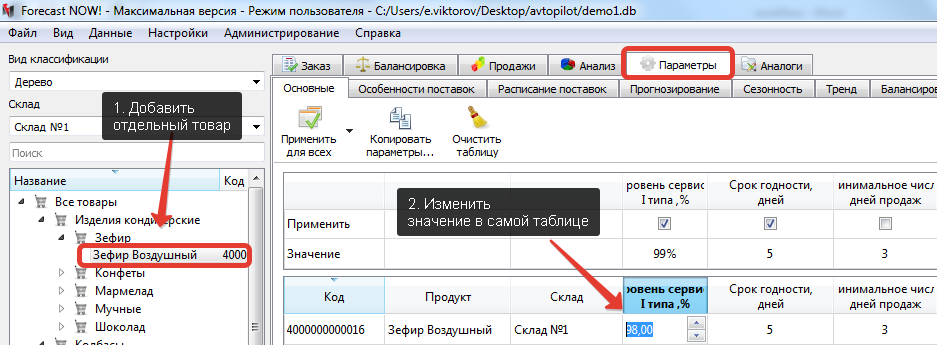 Forecast NOW! - Максимальная версия - Режим пользователя - C:/Users/e.viktorov/Desktop/avtopilot/demo1.db
Файл Вид Данные Настройки Администрирование Справка
Вид классификации
Дерево
Склад
Склад №1
Поиск
1. Добавить
отдельный товар
Название Код
Все товары
Изделия кондитерские
Зефир
Зефир Воздушный 4000
Конфеты
Мармелад
Мучные
Шоколад
Колбасы
Заказ Балансировка Продажи Анализ Параметры Аналоги
Основные Особенности поставок Расписание поставок Прогнозирование Сезонность Тренд Балансиров
Применить
для всех
Копировать
параметры...
Очистить
таблицу
ровень сервис
I типа ,%
Срок годности,
дней
инимальное числ
дней продаж
Применить
Значение 99% 5 3
2. Изменить
значение в самой таблице
Код Продукт Склад
ровень серви
I типа ,%
Срок годности,
дней
инимальное числ
дней продаж
4000000000016 Зефир Воздушный Склад №1 98,00 5 3